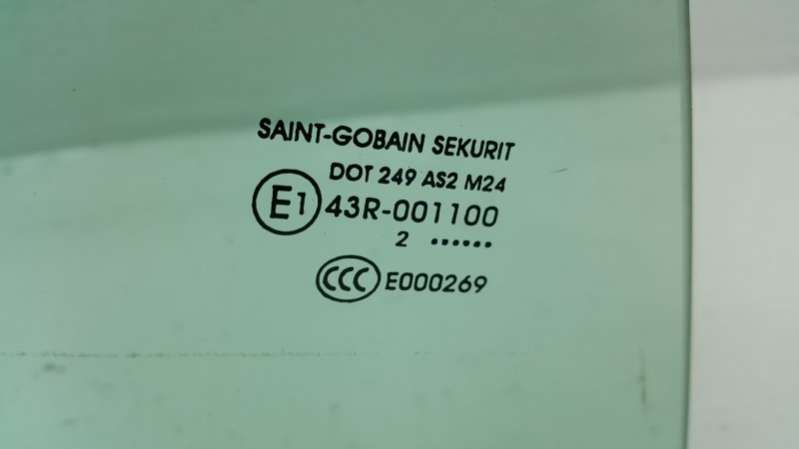 SAINT-GOBAIN SEKURIT
DOT 249 AS2 M24
E1 43R-001100
2 ••••••
CCC E000269